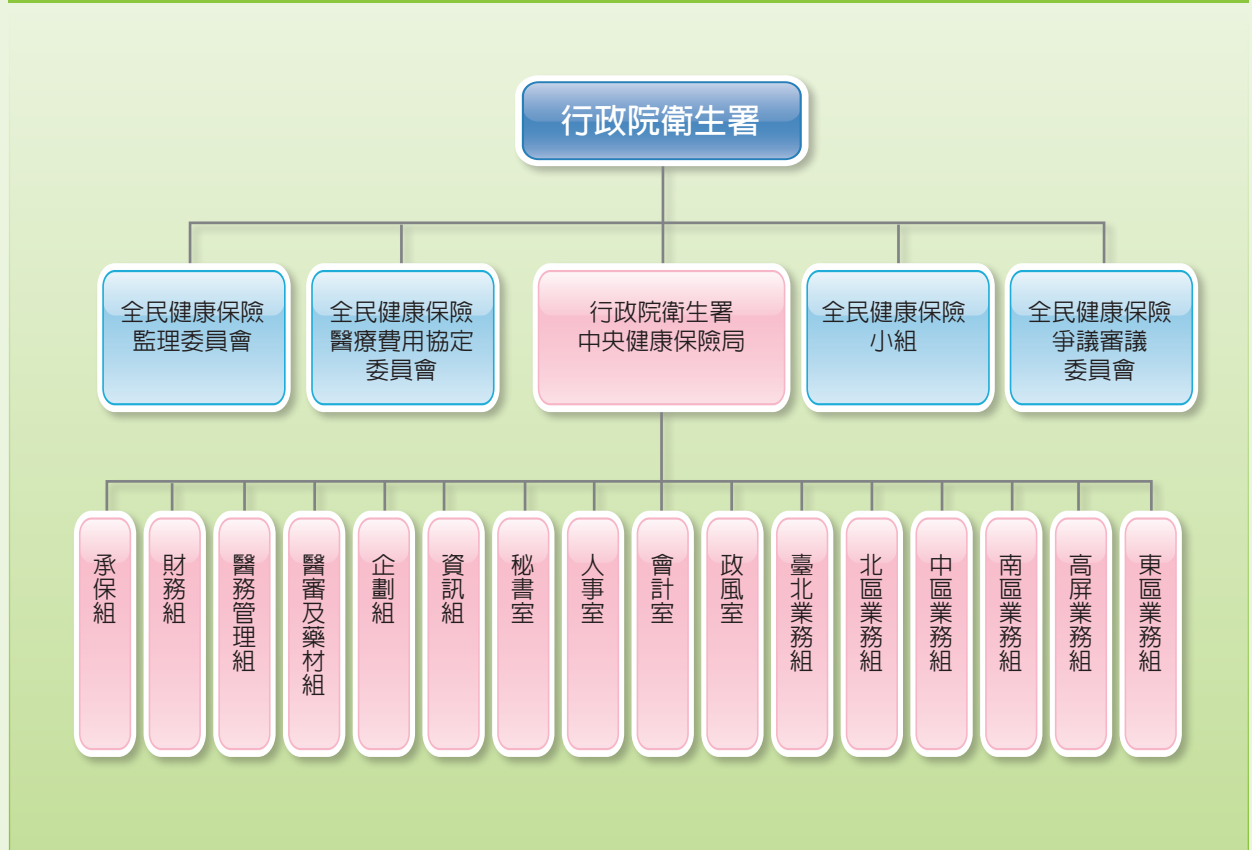 行政院衛生署
全民健康保險
監理委員會
全民健康保險
醫療費用協定
委員會
行政院衛生署
中央健康保險局
全民健康保險
小組
全民健康保險
爭議審議
委員會
承保組
財務組
醫務管理組
醫審及藥材組
企劃組
資訊組
秘書室
人事室
會計室
政風室
臺北業務組
北區業務組
中區業務組
南區業務組
高屏業務組
東區業務組